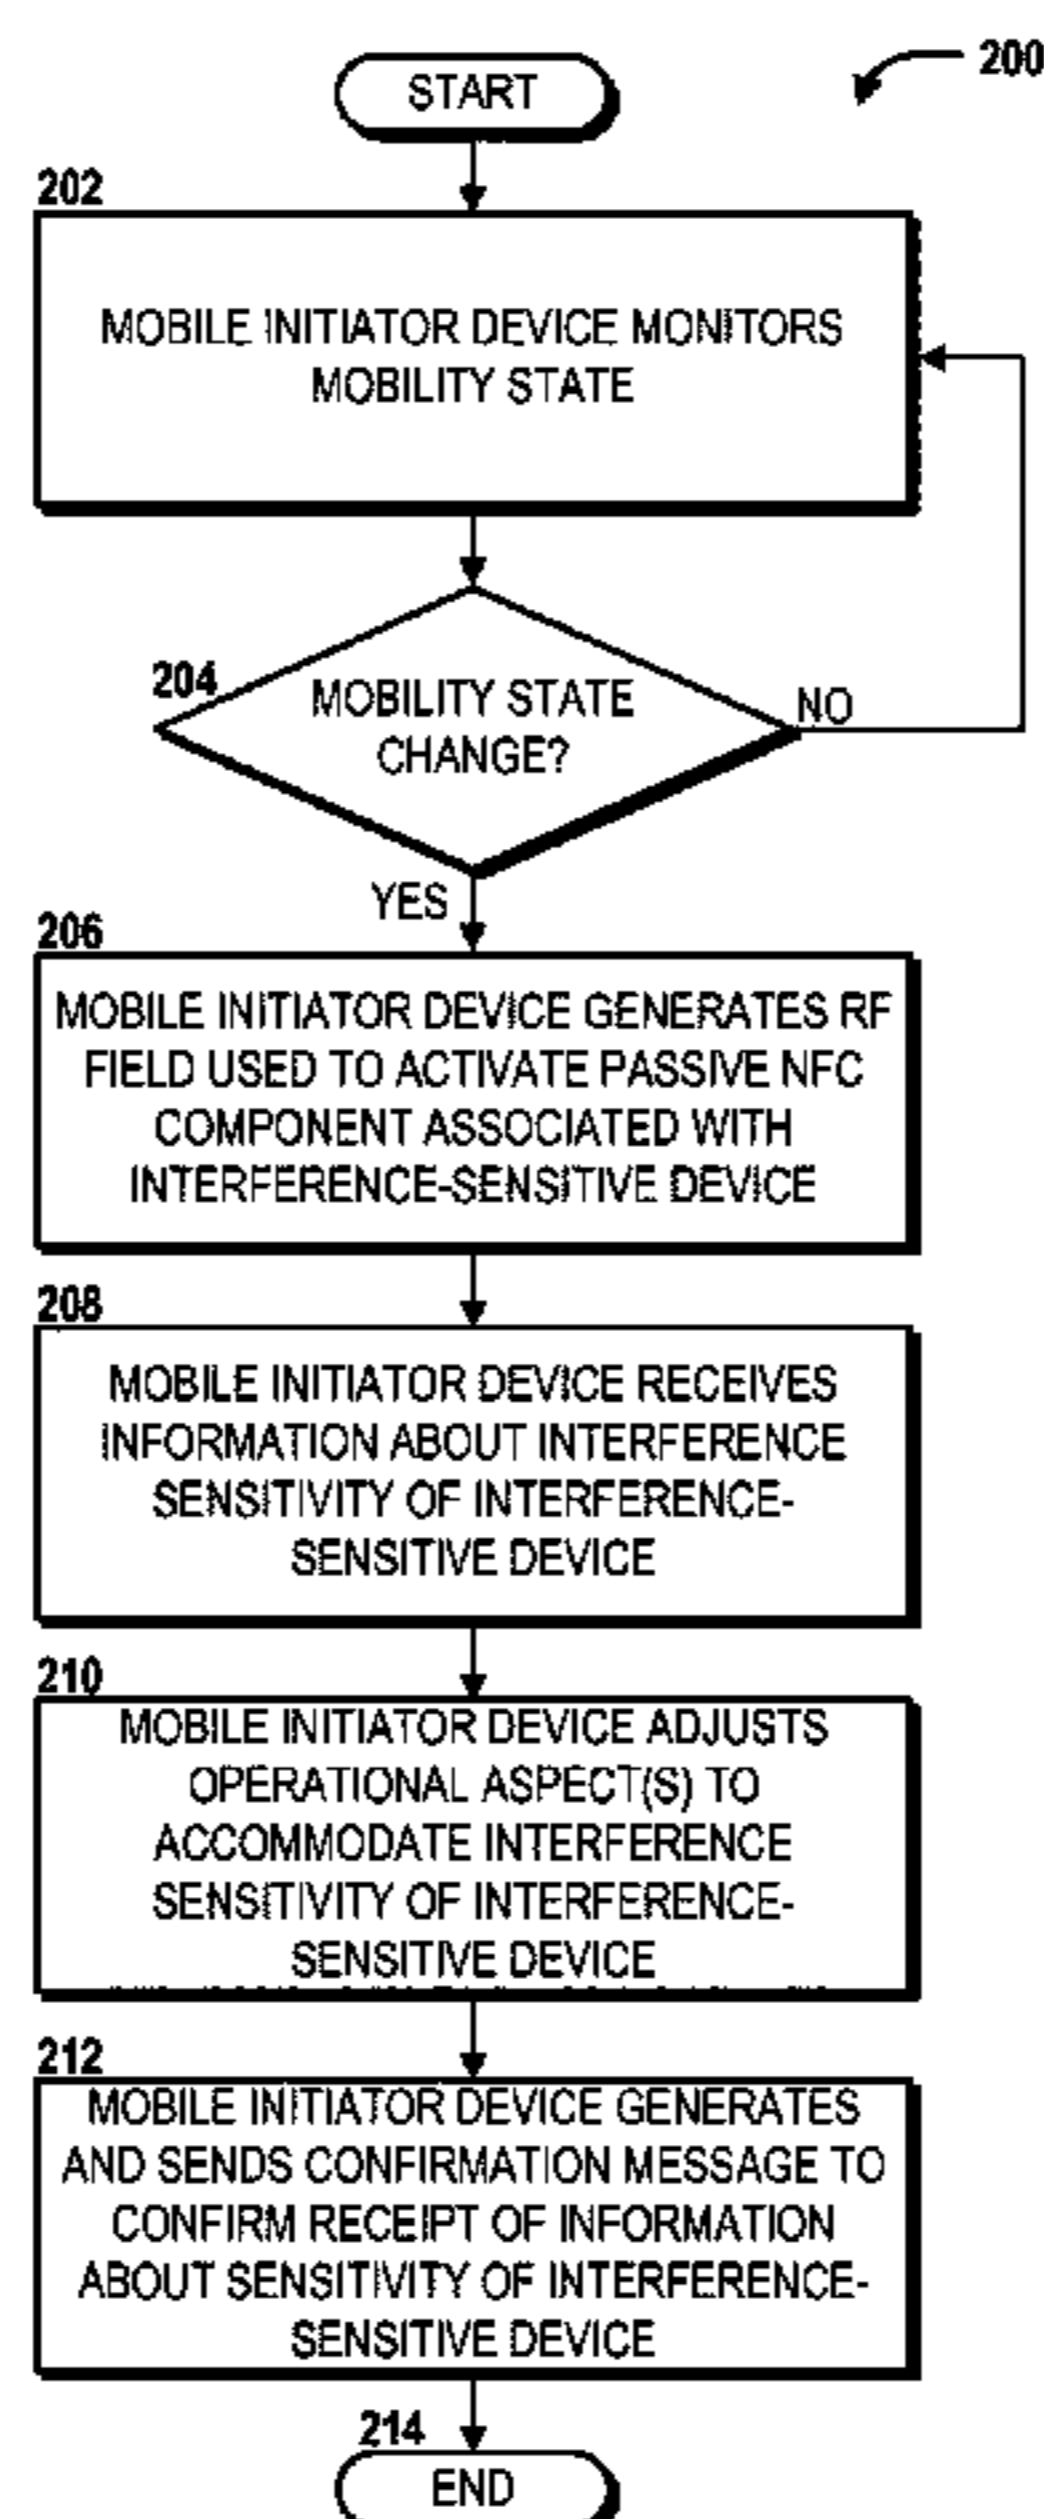 200
START
202
MOBILE INITIATOR DEVICE MONITORS
MOBILITY STATE
204
MOBILITY STATE
CHANGE?
NO
YES
206
MOBILE INITIATOR DEVICE GENERATES RF
FIELD USED TO ACTIVATE PASSIVE NFC
COMPONENT ASSOCIATED WITH
INTERFERENCE-SENSITIVE DEVICE
208
MOBILE INITIATOR DEVICE RECEIVES
INFORMATION ABOUT INTERFERENCE
SENSITIVITY OF INTERFERENCE-
SENSITIVE DEVICE
210
MOBILE INITIATOR DEVICE ADJUSTS
OPERATIONAL ASPECT(S) TO
ACCOMMODATE INTERFERENCE
SENSITIVITY OF INTERFERENCE-
SENSITIVE DEVICE
212
MOBILE INITIATOR DEVICE GENERATES
AND SENDS CONFIRMATION MESSAGE TO
CONFIRM RECEIPT OF INFORMATION
ABOUT SENSITIVITY OF INTERFERENCE-
SENSITIVE DEVICE
214
END